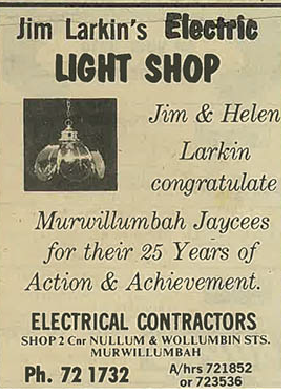 Jim Larkin's Electric
LIGHT SHOP
Jim & Helen
Larkin
congratulate
Murwillumbah Jaycees
for their 25 Years of
Action & Achievement.
ELECTRICAL CONTRACTORS
SHOP 2 Cnr NULLUM & WOLLUMBIN STS.
MURWILLUMBAH
Ph. 72 1732 A/hrs 721852
or 723536